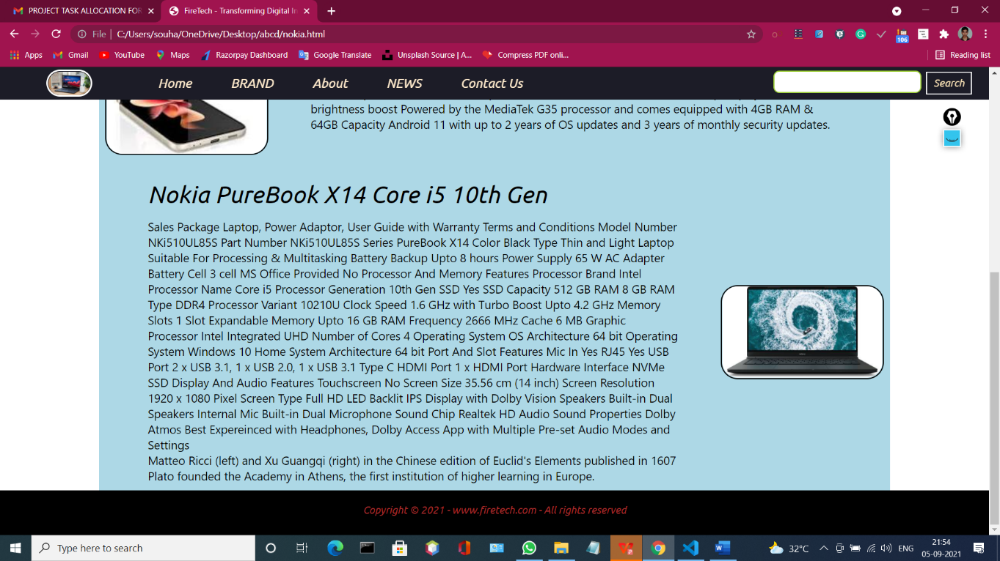 PROJECT TASK ALLOCATION FOR
FireTech - Transforming Digital In
File | C:/Users/souha/OneDrive/Desktop/abcd/nokia.html
106
Apps Gmail YouTube Maps Razorpay Dashboard Google Translate Unsplash Source | A... Compress PDF onli... Reading list
Home BRAND About NEWS Contact Us Search
brightness boost Powered by the MediaTek G35 processor and comes equipped with 4GB RAM &
64GB Capacity Android 11 with up to 2 years of OS updates and 3 years of monthly security updates.
Nokia PureBook X14 Core i5 10th Gen
Sales Package Laptop, Power Adaptor, User Guide with Warranty Terms and Conditions Model Number
NKi510UL85S Part Number NKi510UL85S Series PureBook X14 Color Black Type Thin and Light Laptop
Suitable For Processing & Multitasking Battery Backup Upto 8 hours Power Supply 65 W AC Adapter
Battery Cell 3 cell MS Office Provided No Processor And Memory Features Processor Brand Intel
Processor Name Core i5 Processor Generation 10th Gen SSD Yes SSD Capacity 512 GB RAM 8 GB RAM
Type DDR4 Processor Variant 10210U Clock Speed 1.6 GHz with Turbo Boost Upto 4.2 GHz Memory
Slots 1 Slot Expandable Memory Upto 16 GB RAM Frequency 2666 MHz Cache 6 MB Graphic
Processor Intel Integrated UHD Number of Cores 4 Operating System OS Architecture 64 bit Operating
System Windows 10 Home System Architecture 64 bit Port And Slot Features Mic In Yes RJ45 Yes USB
Port 2 x USB 3.1, 1 x USB 2.0, 1 x USB 3.1 Type C HDMI Port 1 x HDMI Port Hardware Interface NVMe
SSD Display And Audio Features Touchscreen No Screen Size 35.56 cm (14 inch) Screen Resolution
1920 x 1080 Pixel Screen Type Full HD LED Backlit IPS Display with Dolby Vision Speakers Built-in Dual
Speakers Internal Mic Built-in Dual Microphone Sound Chip Realtek HD Audio Sound Properties Dolby
Atmos Best Expereinced with Headphones, Dolby Access App with Multiple Pre-set Audio Modes and
Settings
Matteo Ricci (left) and Xu Guangqi (right) in the Chinese edition of Euclid's Elements published in 1607
Plato founded the Academy in Athens, the first institution of higher learning in Europe.
Copyright © 2021 - www.firetech.com - All rights reserved
Type here to search
32°C ENG
21:54
05-09-2021